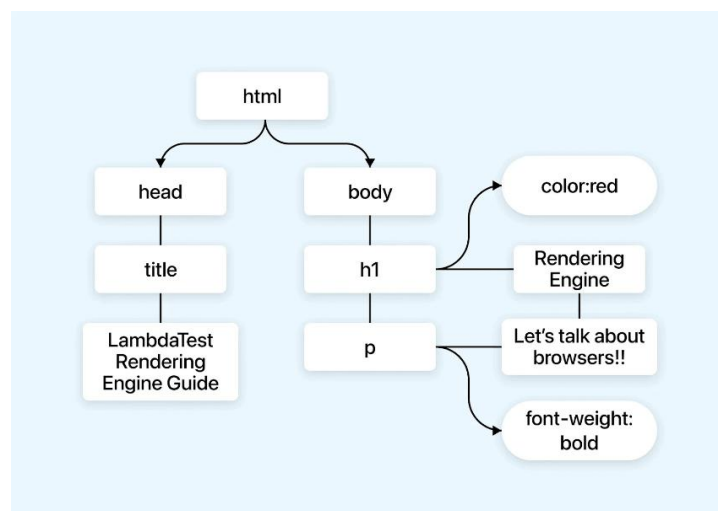 html
head
body
color:red
title
h1
Rendering
Engine
LambdaTest
Rendering
Engine Guide
p
Let’s talk about
browsers!!
font-weight:
bold